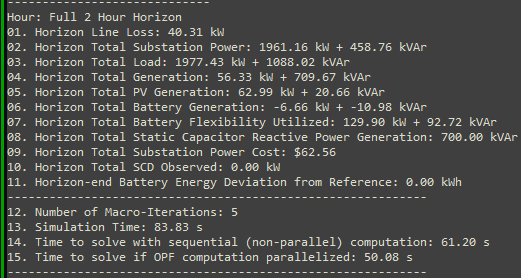 ------------------------------
Hour: Full 2 Hour Horizon
01. Horizon Line Loss: 40.31 kW
02. Horizon Total Substation Power: 1961.16 kW + 458.76 kVAr
03. Horizon Total Load: 1977.43 kW + 1088.02 kVAr
04. Horizon Total Generation: 56.33 kW + 709.67 kVAr
05. Horizon Total PV Generation: 62.99 kW + 20.66 kVAr
06. Horizon Total Battery Generation: -6.66 kW + -10.98 kVAr
07. Horizon Total Battery Flexibility Utilized: 129.90 kW + 92.72 kVAr
08. Horizon Total Static Capacitor Reactive Power Generation: 700.00 kVAr
09. Horizon Total Substation Power Cost: $62.56
10. Horizon Total SCD Observed: 0.00 kW
11. Horizon-end Battery Energy Deviation from Reference: 0.00 kWh
------------------------------------------------------------
12. Number of Macro-Iterations: 5
13. Simulation Time: 83.83 s
14. Time to solve with sequential (non-parallel) computation: 61.20 s
15. Time to solve if OPF computation parallelized: 50.08 s
------------------------------------------------------------